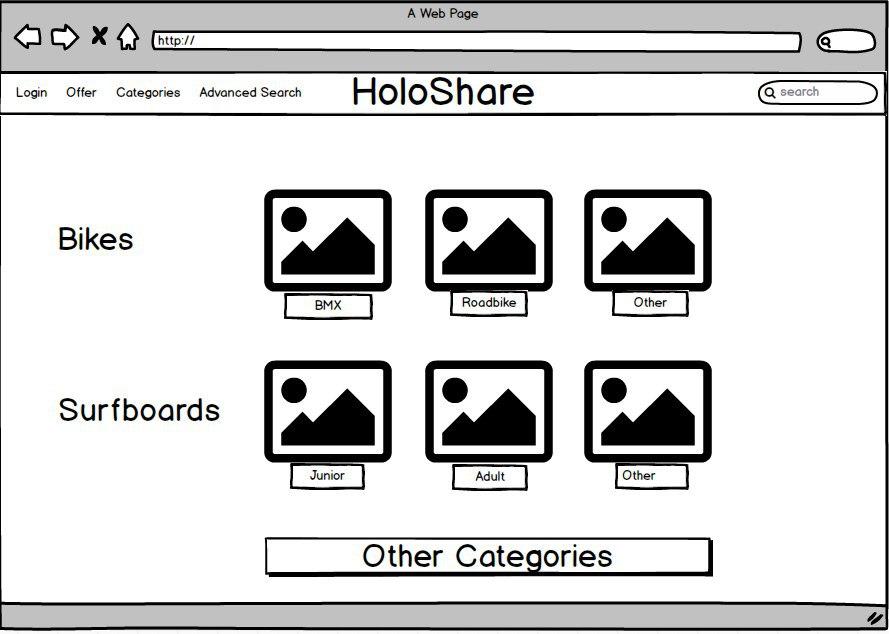 A Web Page
http://
Login Offer Categories Advanced Search HoloShare search
Bikes
BMX Roadbike Other
Surfboards
Junior Adult Other
Other Categories